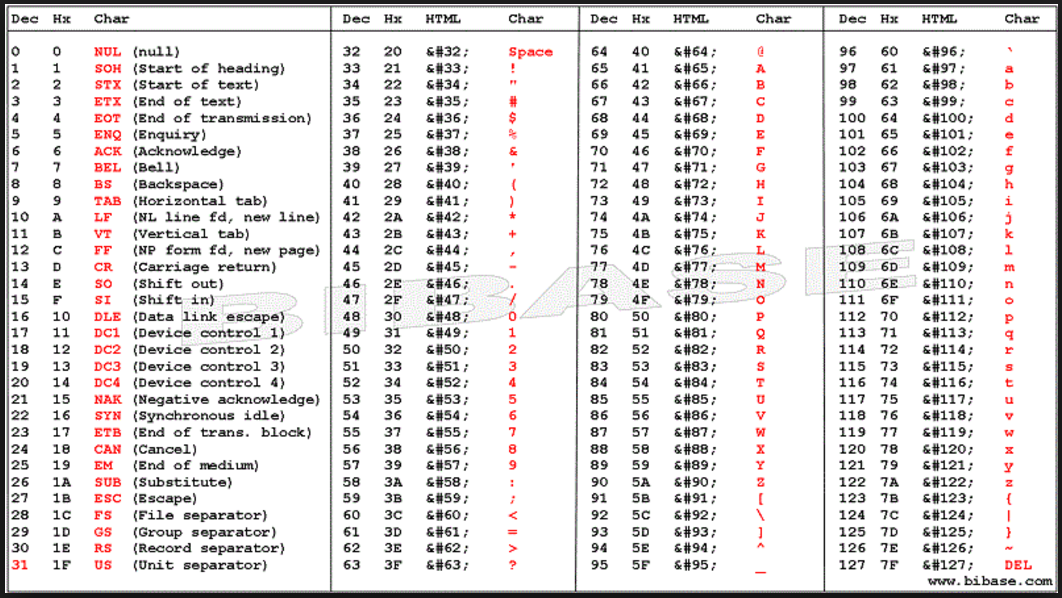 Dec Hx Char Dec Hx HTML Char Dec Hx HTML Char Dec Hx HTML Char
0 0 NUL (null) 32 20 &#32; Space 64 40 &#64; @ 96 60 &#96; `
1 1 SOH (Start of heading) 33 21 &#33; ! 65 41 &#65; A 97 61 &#97; a
2 2 STX (Start of text) 34 22 &#34; " 66 42 &#66; B 98 62 &#98; b
3 3 ETX (End of text) 35 23 &#35; # 67 43 &#67; C 99 63 &#99; c
4 4 EOT (End of transmission) 36 24 &#36; $ 68 44 &#68; D 100 64 &#100; d
5 5 ENQ (Enquiry) 37 25 &#37; % 69 45 &#69; E 101 65 &#101; e
6 6 ACK (Acknowledge) 38 26 &#38; & 70 46 &#70; F 102 66 &#102; f
7 7 BEL (Bell) 39 27 &#39; ' 71 47 &#71; G 103 67 &#103; g
8 8 BS (Backspace) 40 28 &#40; ( 72 48 &#72; H 104 68 &#104; h
9 9 TAB (Horizontal tab) 41 29 &#41; ) 73 49 &#73; I 105 69 &#105; i
10 A LF (NL line fd, new line) 42 2A &#42; * 74 4A &#74; J 106 6A &#106; j
11 B VT (Vertical tab) 43 2B &#43; + 75 4B &#75; K 107 6B &#107; k
12 C FF (NP form fd, new page) 44 2C &#44; , 76 4C &#76; L 108 6C &#108; l
13 D CR (Carriage return) 45 2D &#45; - 77 4D &#77; M 109 6D &#109; m
14 E SO (Shift out) 46 2E &#46; . 78 4E &#78; N 110 6E &#110; n
15 F SI (Shift in) 47 2F &#47; / 79 4F &#79; O 111 6F &#111; o
16 10 DLE (Data link escape) 48 30 &#48; 0 80 50 &#80; P 112 70 &#112; p
17 11 DC1 (Device control 1) 49 31 &#49; 1 81 51 &#81; Q 113 71 &#113; q
18 12 DC2 (Device control 2) 50 32 &#50; 2 82 52 &#82; R 114 72 &#114; r
19 13 DC3 (Device control 3) 51 33 &#51; 3 83 53 &#83; S 115 73 &#115; s
20 14 DC4 (Device control 4) 52 34 &#52; 4 84 54 &#84; T 116 74 &#116; t
21 15 NAK (Negative acknowledge) 53 35 &#53; 5 85 55 &#85; U 117 75 &#117; u
22 16 SYN (Synchronous idle) 54 36 &#54; 6 86 56 &#86; V 118 76 &#118; v
23 17 ETB (End of trans. block) 55 37 &#55; 7 87 57 &#87; W 119 77 &#119; w
24 18 CAN (Cancel) 56 38 &#56; 8 88 58 &#88; X 120 78 &#120; x
25 19 EM (End of medium) 57 39 &#57; 9 89 59 &#89; Y 121 79 &#121; y
26 1A SUB (Substitute) 58 3A &#58; : 90 5A &#90; Z 122 7A &#122; z
27 1B ESC (Escape) 59 3B &#59; ; 91 5B &#91; [ 123 7B &#123; {
28 1C FS (File separator) 60 3C &#60; < 92 5C &#92; \ 124 7C &#124; |
29 1D GS (Group separator) 61 3D &#61; = 93 5D &#93; ] 125 7D &#125; }
30 1E RS (Record separator) 62 3E &#62; > 94 5E &#94; ^ 126 7E &#126; ~
31 1F US (Unit separator) 63 3F &#63; ? 95 5F &#95; _ 127 7F &#127; DEL
www.bibase.com
BIBASE